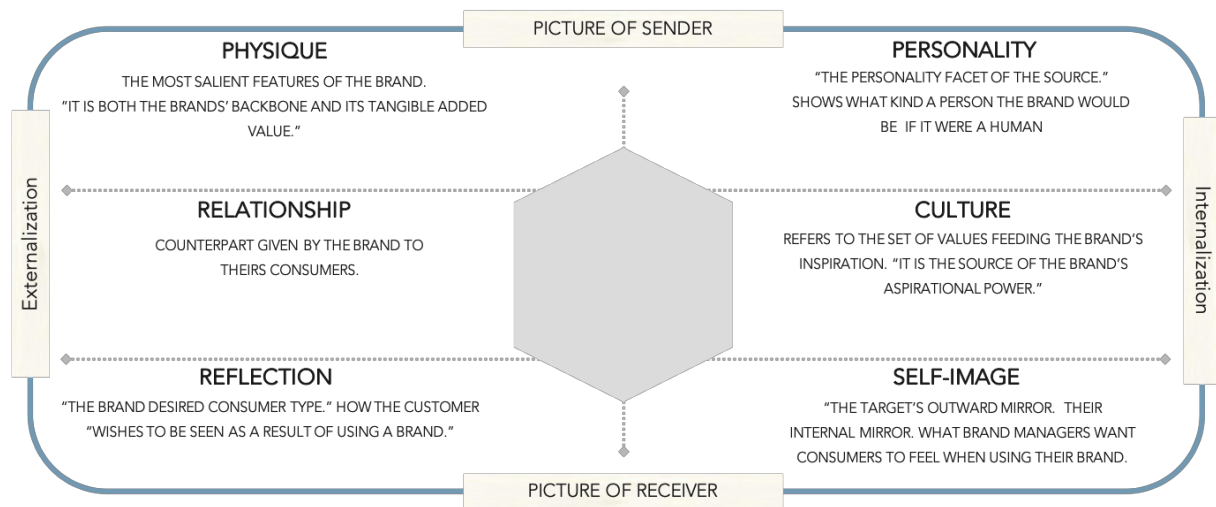 PICTURE OF SENDER
PHYSIQUE
THE MOST SALIENT FEATURES OF THE BRAND.
“IT IS BOTH THE BRANDS’ BACKBONE AND ITS TANGIBLE ADDED
VALUE.”
PERSONALITY
“THE PERSONALITY FACET OF THE SOURCE.”
SHOWS WHAT KIND A PERSON THE BRAND WOULD
BE IF IT WERE A HUMAN
Externalization
RELATIONSHIP
COUNTERPART GIVEN BY THE BRAND TO
THEIRS CONSUMERS.
CULTURE
REFERS TO THE SET OF VALUES FEEDING THE BRAND’S
INSPIRATION. “IT IS THE SOURCE OF THE BRAND’S
ASPIRATIONAL POWER.”
Internalization
REFLECTION
“THE BRAND DESIRED CONSUMER TYPE.” HOW THE CUSTOMER
“WISHES TO BE SEEN AS A RESULT OF USING A BRAND.”
SELF-IMAGE
“THE TARGET’S OUTWARD MIRROR. THEIR
INTERNAL MIRROR. WHAT BRAND MANAGERS WANT
CONSUMERS TO FEEL WHEN USING THEIR BRAND.
PICTURE OF RECEIVER